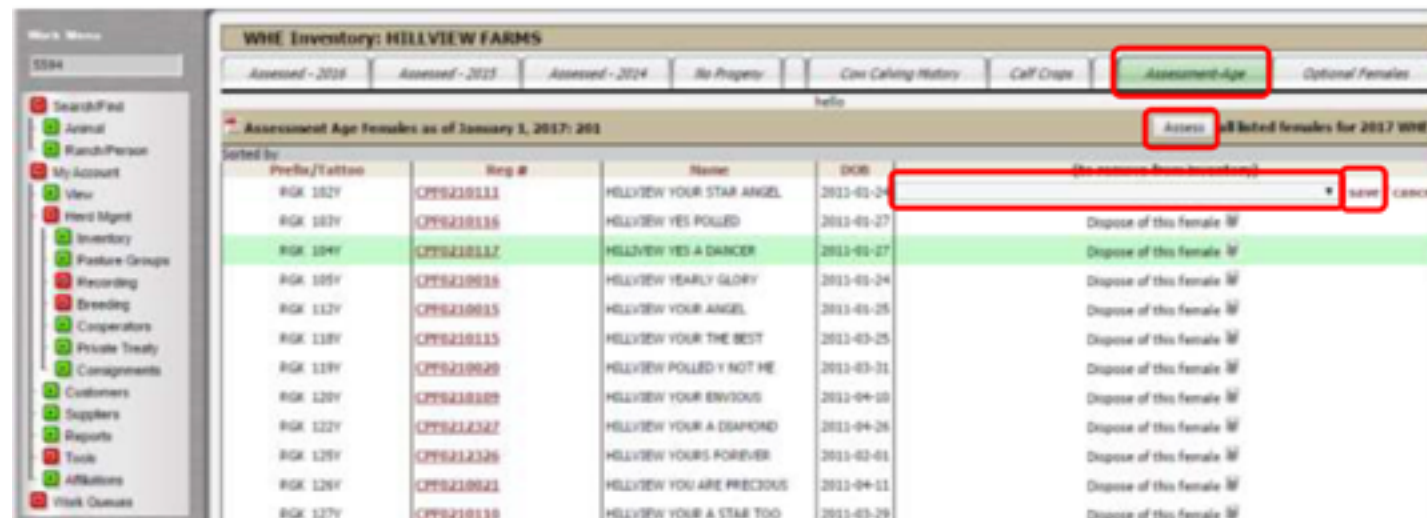 Work Menu
5594
Search/Find
Animal
Ranch/Person
My Account
View
Herd Mgmt
Inventory
Pasture Groups
Recording
Breeding
Cooperators
Private Treaty
Consignments
Customers
Suppliers
Reports
Tools
Affiliations
Work Queues
WHE Inventory: HILLVIEW FARMS
Assessed - 2016 Assessed - 2015 Assessed - 2014 No Progeny Cow Calving History Calf Crops Assessment-Age Optional Females
hello
Assessment Age Females as of January 1, 2017: 201 Assess all listed females for 2017 WHE
Sorted by
Prefix/Tattoo Reg # Name DOB [to remove from inventory]
RGK 102Y CPF0210111 HILLVIEW YOUR STAR ANGEL 2011-01-24 save cance
RGK 103Y CPF0210116 HILLVIEW YES POLLED 2011-01-27 Dispose of this female
RGK 104Y CPF0210117 HILLVIEW YES A DANCER 2011-01-27 Dispose of this female
RGK 105Y CPF0210016 HILLVIEW YEARLY GLORY 2011-01-24 Dispose of this female
RGK 112Y CPF0210015 HILLVIEW YOUR ANGEL 2011-01-25 Dispose of this female
RGK 118Y CPF0210115 HILLVIEW YOUR THE BEST 2011-03-25 Dispose of this female
RGK 119Y CPF0210020 HILLVIEW POLLED Y NOT ME 2011-03-31 Dispose of this female
RGK 120Y CPF0210109 HILLVIEW YOUR ENVIOUS 2011-04-10 Dispose of this female
RGK 122Y CPF0212327 HILLVIEW YOUR A DIAMOND 2011-04-26 Dispose of this female
RGK 125Y CPF0212326 HILLVIEW YOURS FOREVER 2011-02-01 Dispose of this female
RGK 126Y CPF0210021 HILLVIEW YOU ARE PRECIOUS 2011-04-11 Dispose of this female
RGK 127Y CPF0210110 HILLVIEW YOUR A STAR TOO 2011-03-29 Dispose of this female